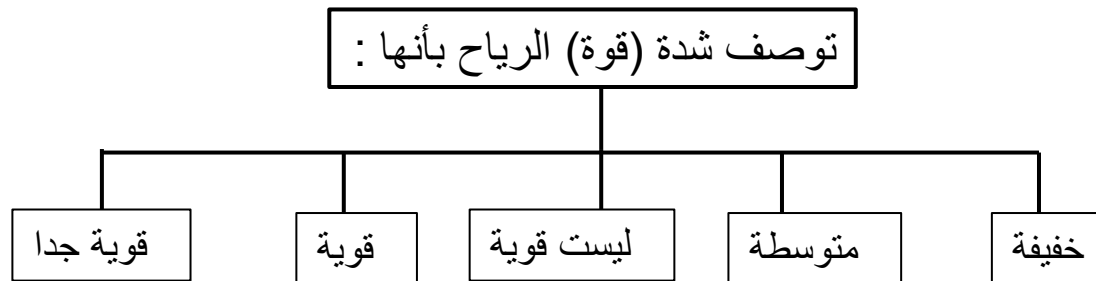 توصف شدة (قوة) الرياح بأنها :
خفيفة
متوسطة
ليست قوية
قوية
قوية جدا